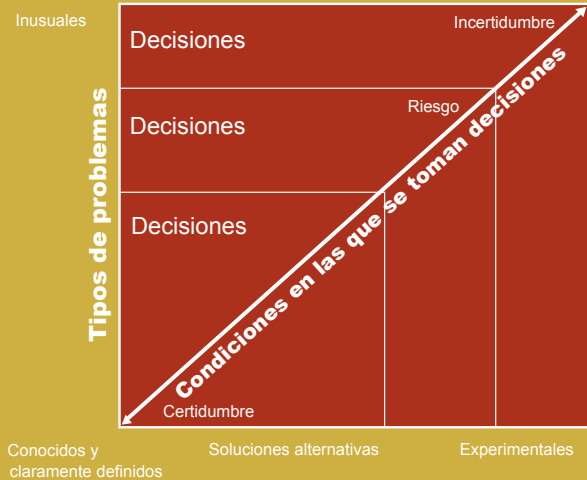 Inusuales
Tipos de problemas
Decisiones
Decisiones
Decisiones
Incertidumbre
Riesgo
Condiciones en las que se toman decisiones
Certidumbre
Conocidos y
claramente definidos
Soluciones alternativas
Experimentales